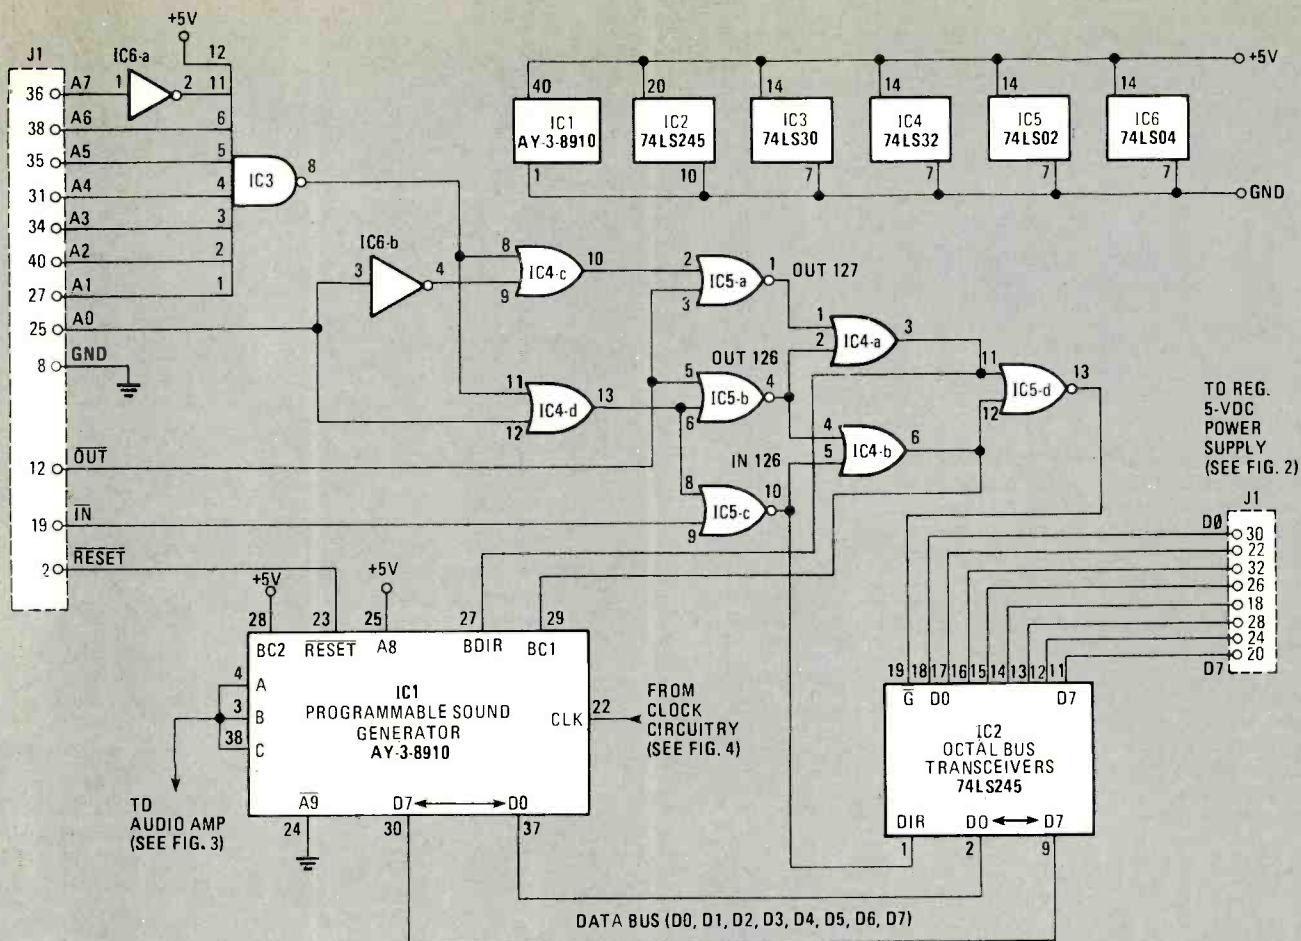 J1
36 A7
38 A6
35 A5
31 A4
34 A3
40 A2
27 A1
25 A0
8 GND
12 OUT
19 IN
2 RESET
+5V
IC6-a
1 2
12
11
6
5
4
3
2
1
IC3
8
IC6-b
3 4
8
9
IC4-c
10
11
12
IC4-d
13
2
3
IC5-a
1
OUT 127
OUT 126
5
6
IC5-b
4
IN 126
8
9
IC5-c
10
1
2
IC4-a
3
4
5
IC4-b
6
11
12
IC5-d
13
+5V
40 20 14 14 14 14
IC1
AY-3-8910
IC2
74LS245
IC3
74LS30
IC4
74LS32
IC5
74LS02
IC6
74LS04
1 10 7 7 7 7
GND
TO REG.
5-VDC
POWER
SUPPLY
(SEE FIG. 2)
J1
D0 30
22
32
26
18
28
24
20
D7
+5V +5V
28 23 25 27 29
BC2 RESET A8 BDIR BC1
4 A
3 B
38 C
IC1
PROGRAMMABLE SOUND
GENERATOR
AY-3-8910
CLK 22
FROM
CLOCK
CIRCUITRY
(SEE FIG. 4)
TO
AUDIO AMP
(SEE FIG. 3)
A9 D7 D0
24 30 37
19 18 17 16 15 14 13 12 11
G D0 D7
IC2
OCTAL BUS
TRANSCEIVERS
74LS245
DIR D0 D7
1 2 9
DATA BUS (D0, D1, D2, D3, D4, D5, D6, D7)